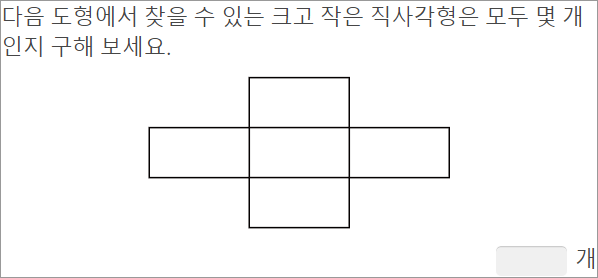 다음 도형에서 찾을 수 있는 크고 작은 직사각형은 모두 몇 개
인지 구해 보세요.
개